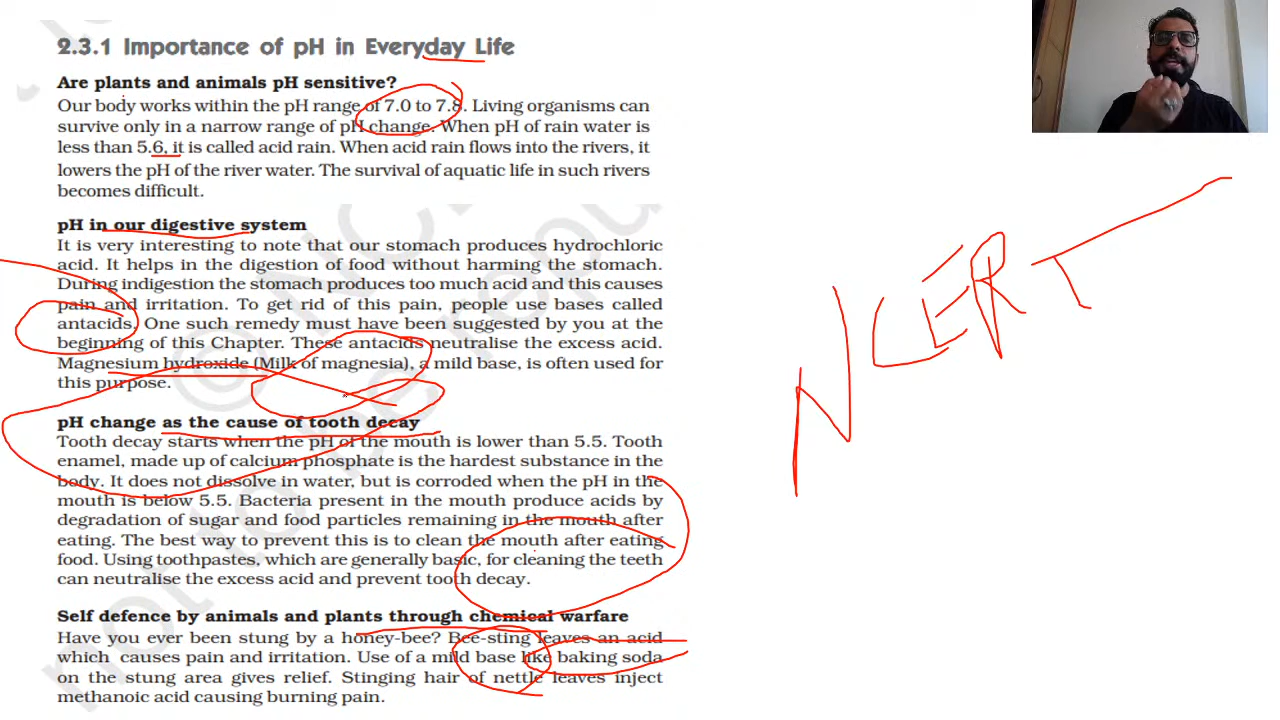 2.3.1 Importance of pH in Everyday Life
Are plants and animals pH sensitive?
Our body works within the pH range of 7.0 to 7.8. Living organisms can
survive only in a narrow range of pH change. When pH of rain water is
less than 5.6, it is called acid rain. When acid rain flows into the rivers, it
lowers the pH of the river water. The survival of aquatic life in such rivers
becomes difficult.
pH in our digestive system
It is very interesting to note that our stomach produces hydrochloric
acid. It helps in the digestion of food without harming the stomach.
During indigestion the stomach produces too much acid and this causes
pain and irritation. To get rid of this pain, people use bases called
antacids. One such remedy must have been suggested by you at the
beginning of this Chapter. These antacids neutralise the excess acid.
Magnesium hydroxide (Milk of magnesia), a mild base, is often used for
this purpose.
pH change as the cause of tooth decay
Tooth decay starts when the pH of the mouth is lower than 5.5. Tooth
enamel, made up of calcium phosphate is the hardest substance in the
body. It does not dissolve in water, but is corroded when the pH in the
mouth is below 5.5. Bacteria present in the mouth produce acids by
degradation of sugar and food particles remaining in the mouth after
eating. The best way to prevent this is to clean the mouth after eating
food. Using toothpastes, which are generally basic, for cleaning the teeth
can neutralise the excess acid and prevent tooth decay.
Self defence by animals and plants through chemical warfare
Have you ever been stung by a honey-bee? Bee-sting leaves an acid
which causes pain and irritation. Use of a mild base like baking soda
on the stung area gives relief. Stinging hair of nettle leaves inject
methanoic acid causing burning pain.
NCERT